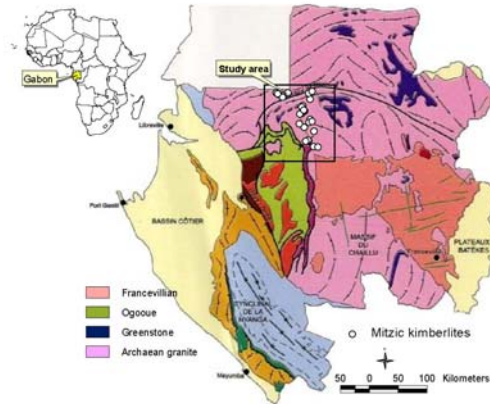 Gabon
Study area
Libreville
Port Gentil
BASSIN CÔTIER
MASSIF
DU
CHAILLU
Franceville
PLATEAUX
BATÉKÉS
SYNCLINAL
DE LA
NYANGA
Mayumba
Francevillian
Ogooue
Greenstone
Archaean granite
Mitzic kimberlites
50 0 50 100 Kilometers